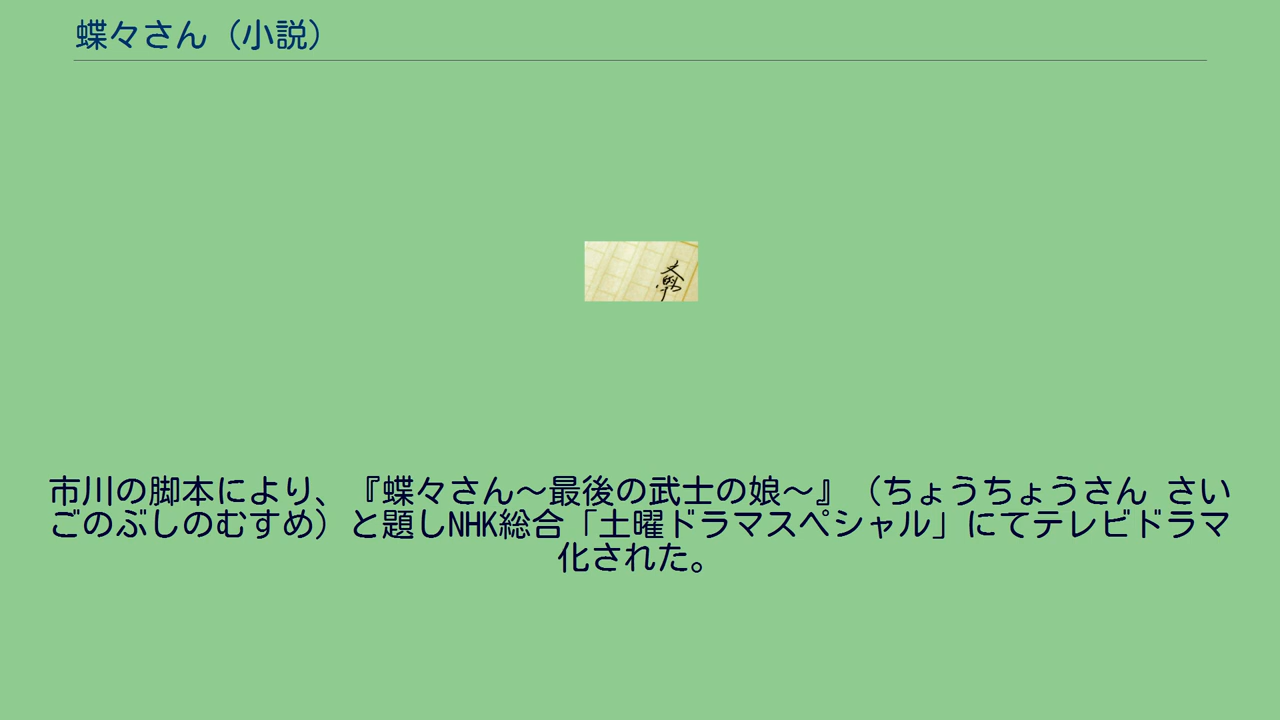 蝶々さん（小説）
市川の脚本により、『蝶々さん〜最後の武士の娘〜』（ちょうちょうさん さい
ごのぶしのむすめ）と題しNHK総合「土曜ドラマスペシャル」にてテレビドラマ
化された。